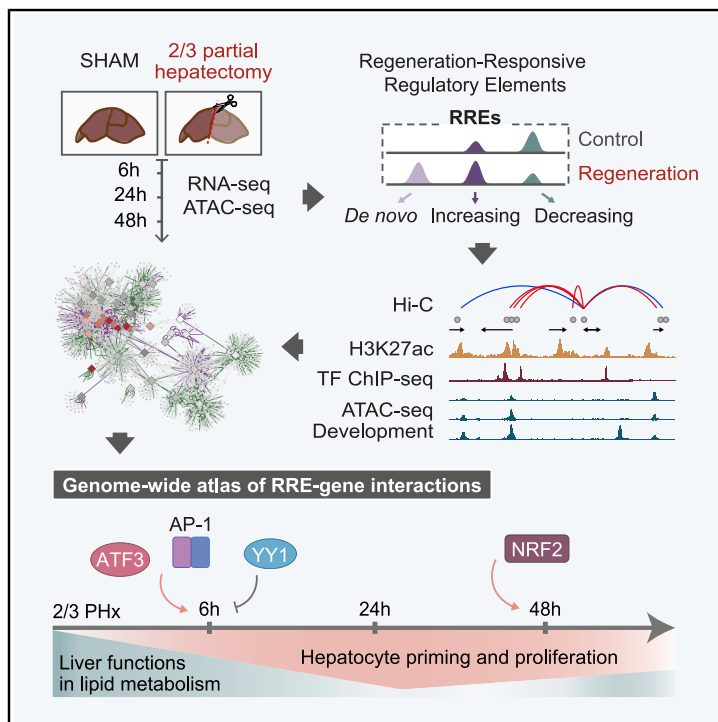 SHAM
2/3 partial
hepatectomy
6h
24h
48h
RNA-seq
ATAC-seq
Regeneration-Responsive
Regulatory Elements
RREs
Control
Regeneration
De novo Increasing Decreasing
Hi-C
H3K27ac
TF ChIP-seq
ATAC-seq
Development
Genome-wide atlas of RRE-gene interactions
ATF3
AP-1
YY1
NRF2
2/3 PHx
6h
24h
48h
Liver functions
in lipid metabolism
Hepatocyte priming and proliferation